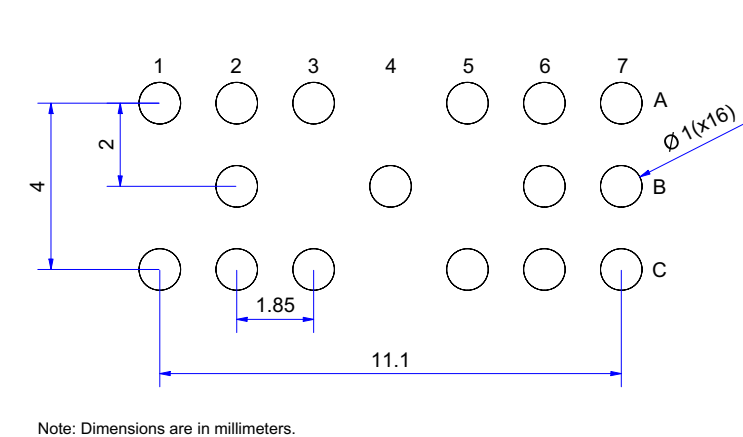 1 2 3 4 5 6 7
A
Ø 1(x16)
2
4
B
C
1.85
11.1
Note: Dimensions are in millimeters.